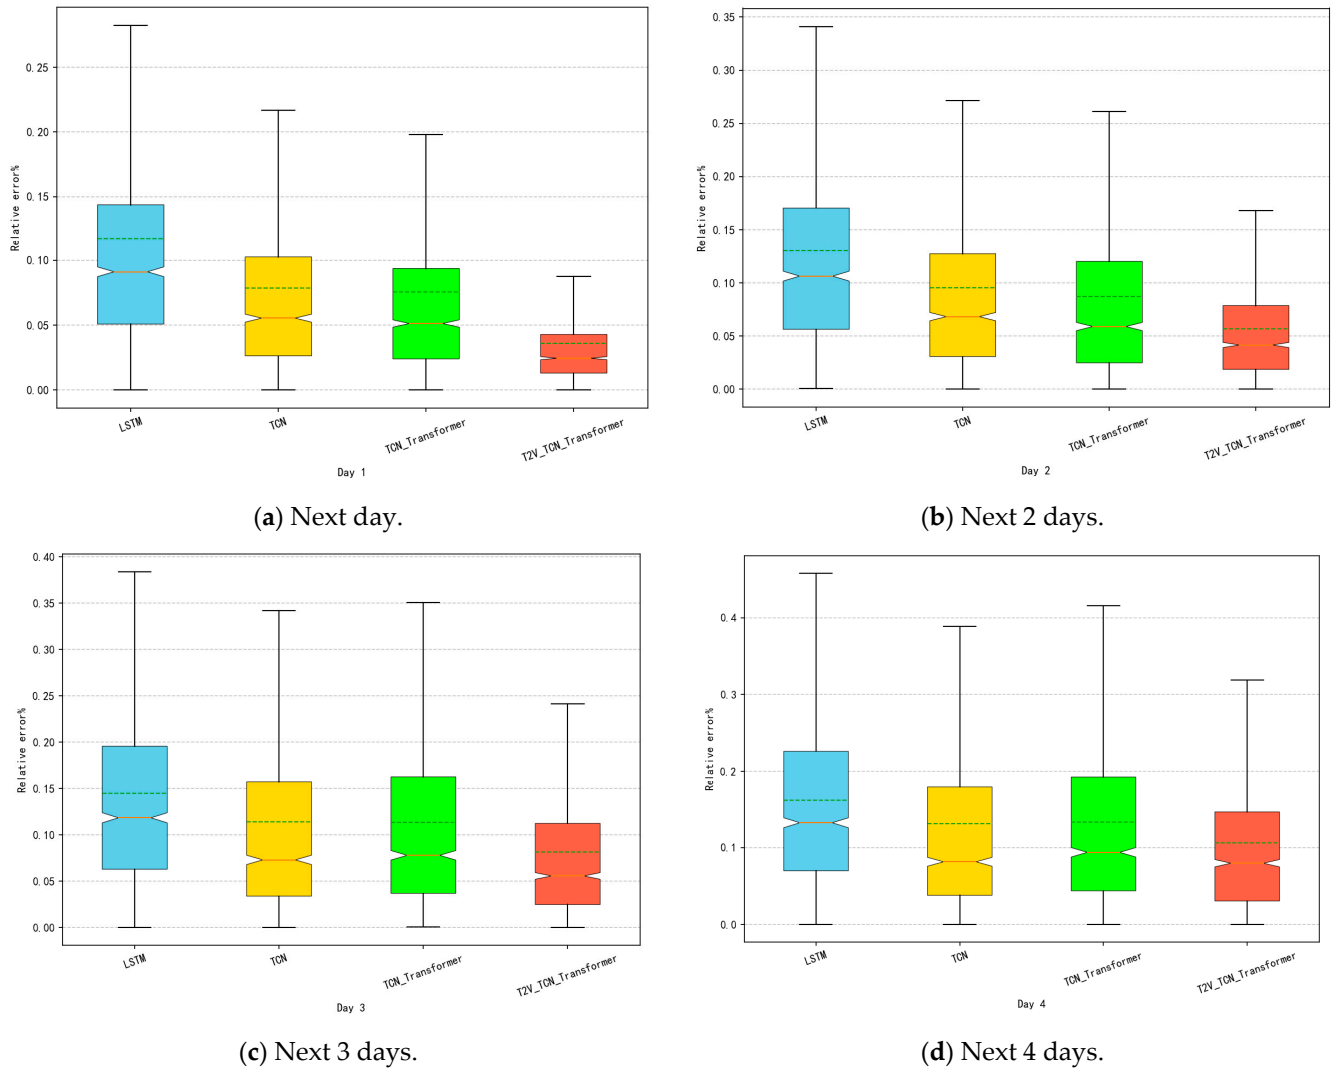 0.25
0.20
0.15
0.10
0.05
0.00
Relative error%
LSTM
TCN
TCN_Transformer
T2V_TCN_Transformer
Day 1
(a) Next day.
0.35
0.30
0.25
0.20
0.15
0.10
0.05
0.00
Relative error%
LSTM
TCN
TCN_Transformer
T2V_TCN_Transformer
Day 2
(b) Next 2 days.
0.40
0.35
0.30
0.25
0.20
0.15
0.10
0.05
0.00
Relative error%
LSTM
TCN
TCN_Transformer
T2V_TCN_Transformer
Day 3
(c) Next 3 days.
0.4
0.3
0.2
0.1
0.0
Relative error%
LSTM
TCN
TCN_Transformer
T2V_TCN_Transformer
Day 4
(d) Next 4 days.